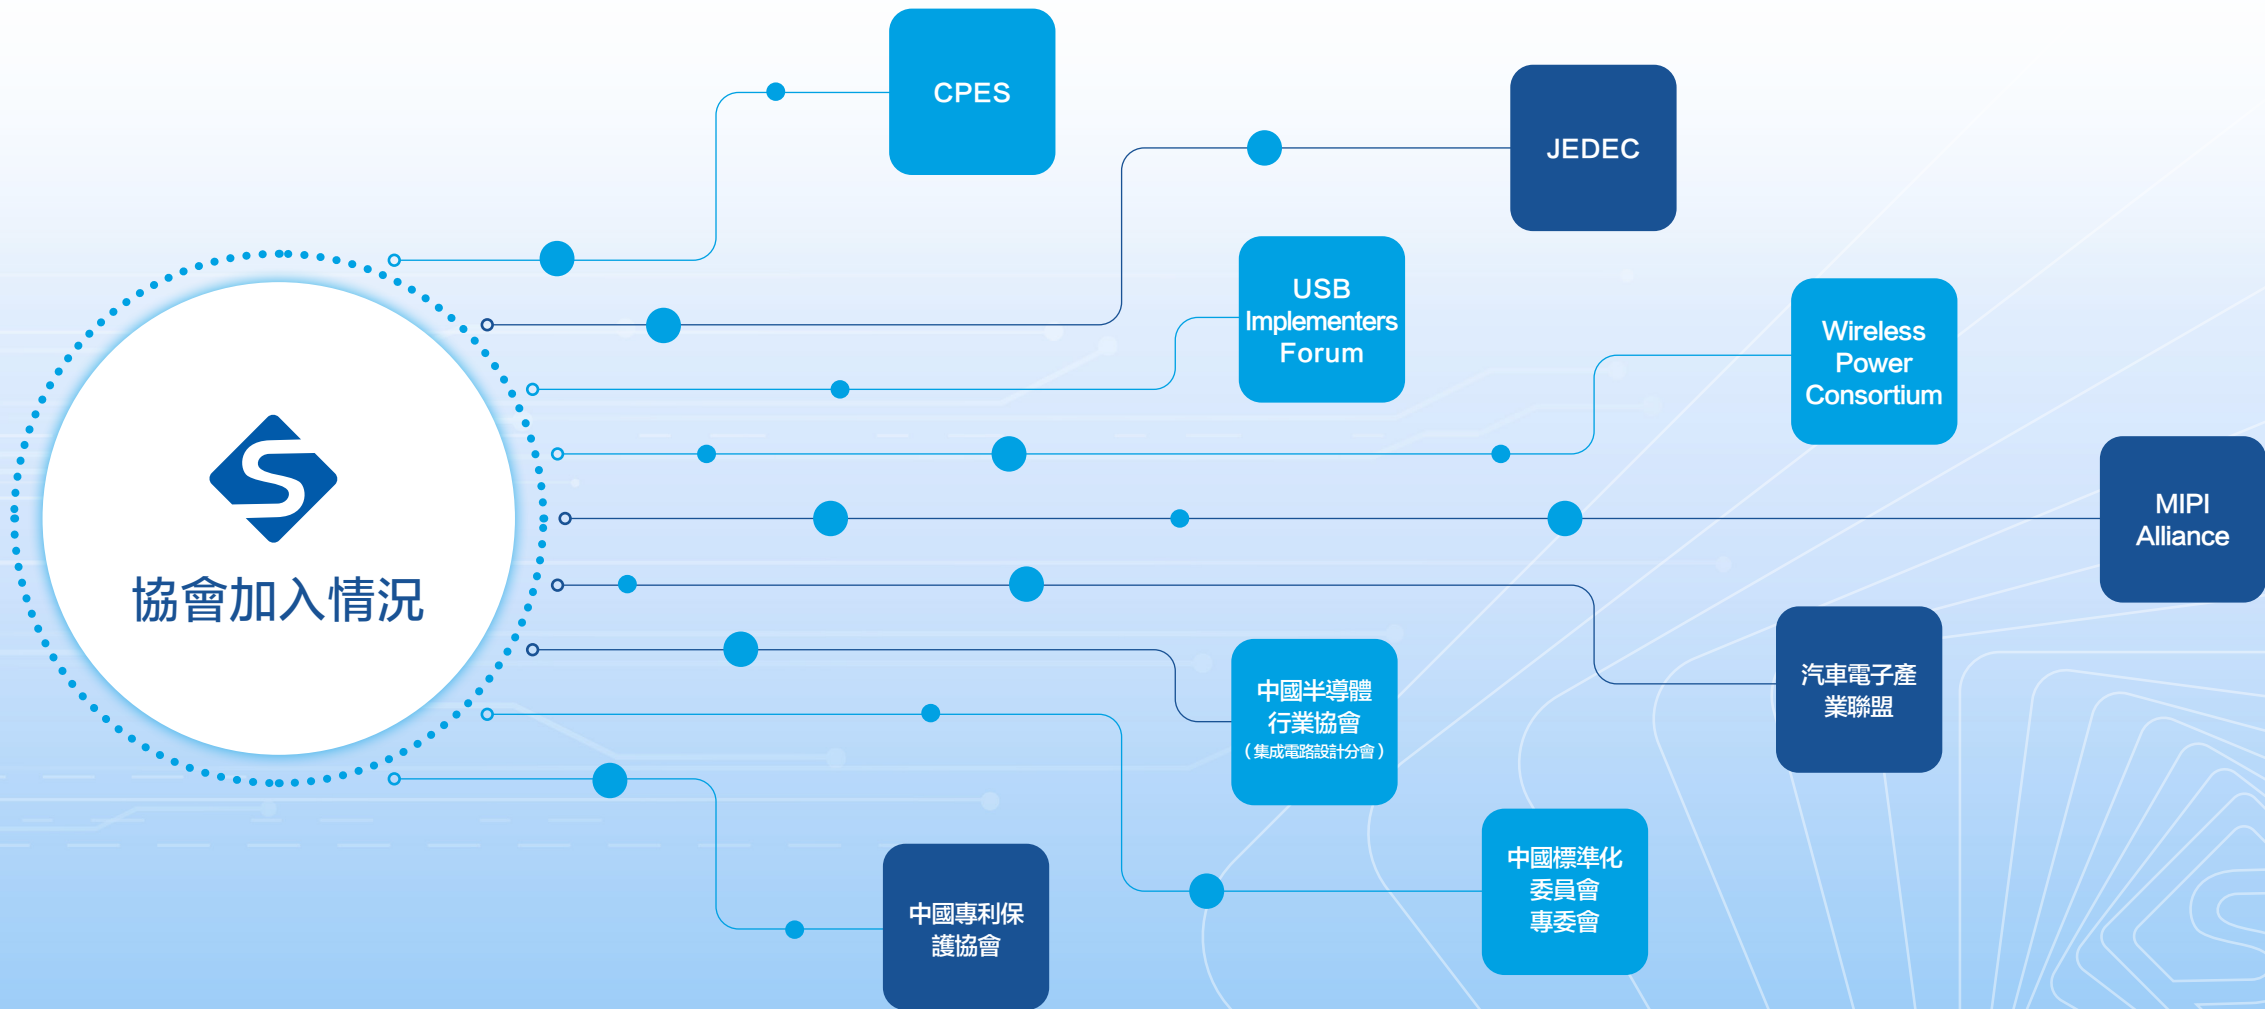 CPES
JEDEC
USB
Implementers
Forum
Wireless
Power
Consortium
MIPI
Alliance
協會加入情況
汽車電子產
業聯盟
中國半導體
行業協會
（集成電路設計分會）
中國標準化
委員會
專委會
中國專利保
護協會